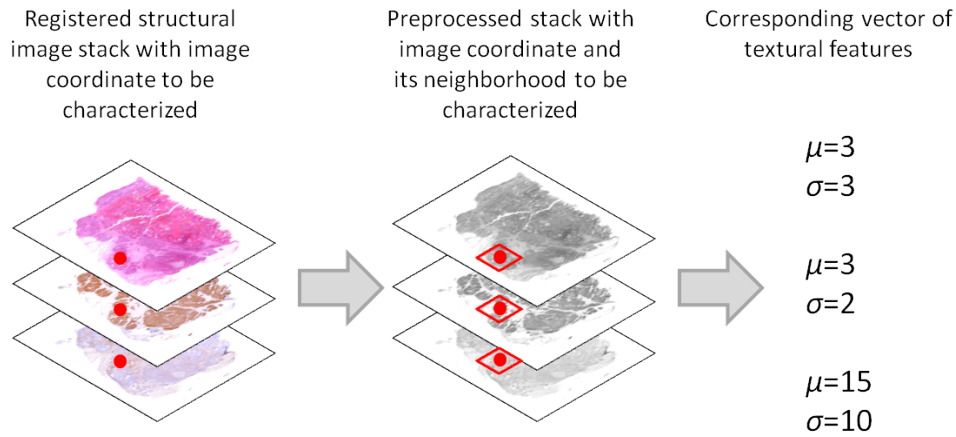 Registered structural
image stack with image
coordinate to be
characterized
Preprocessed stack with
image coordinate and
its neighborhood to be
characterized
Corresponding vector of
textural features
μ=3
σ=3
μ=3
σ=2
μ=15
σ=10